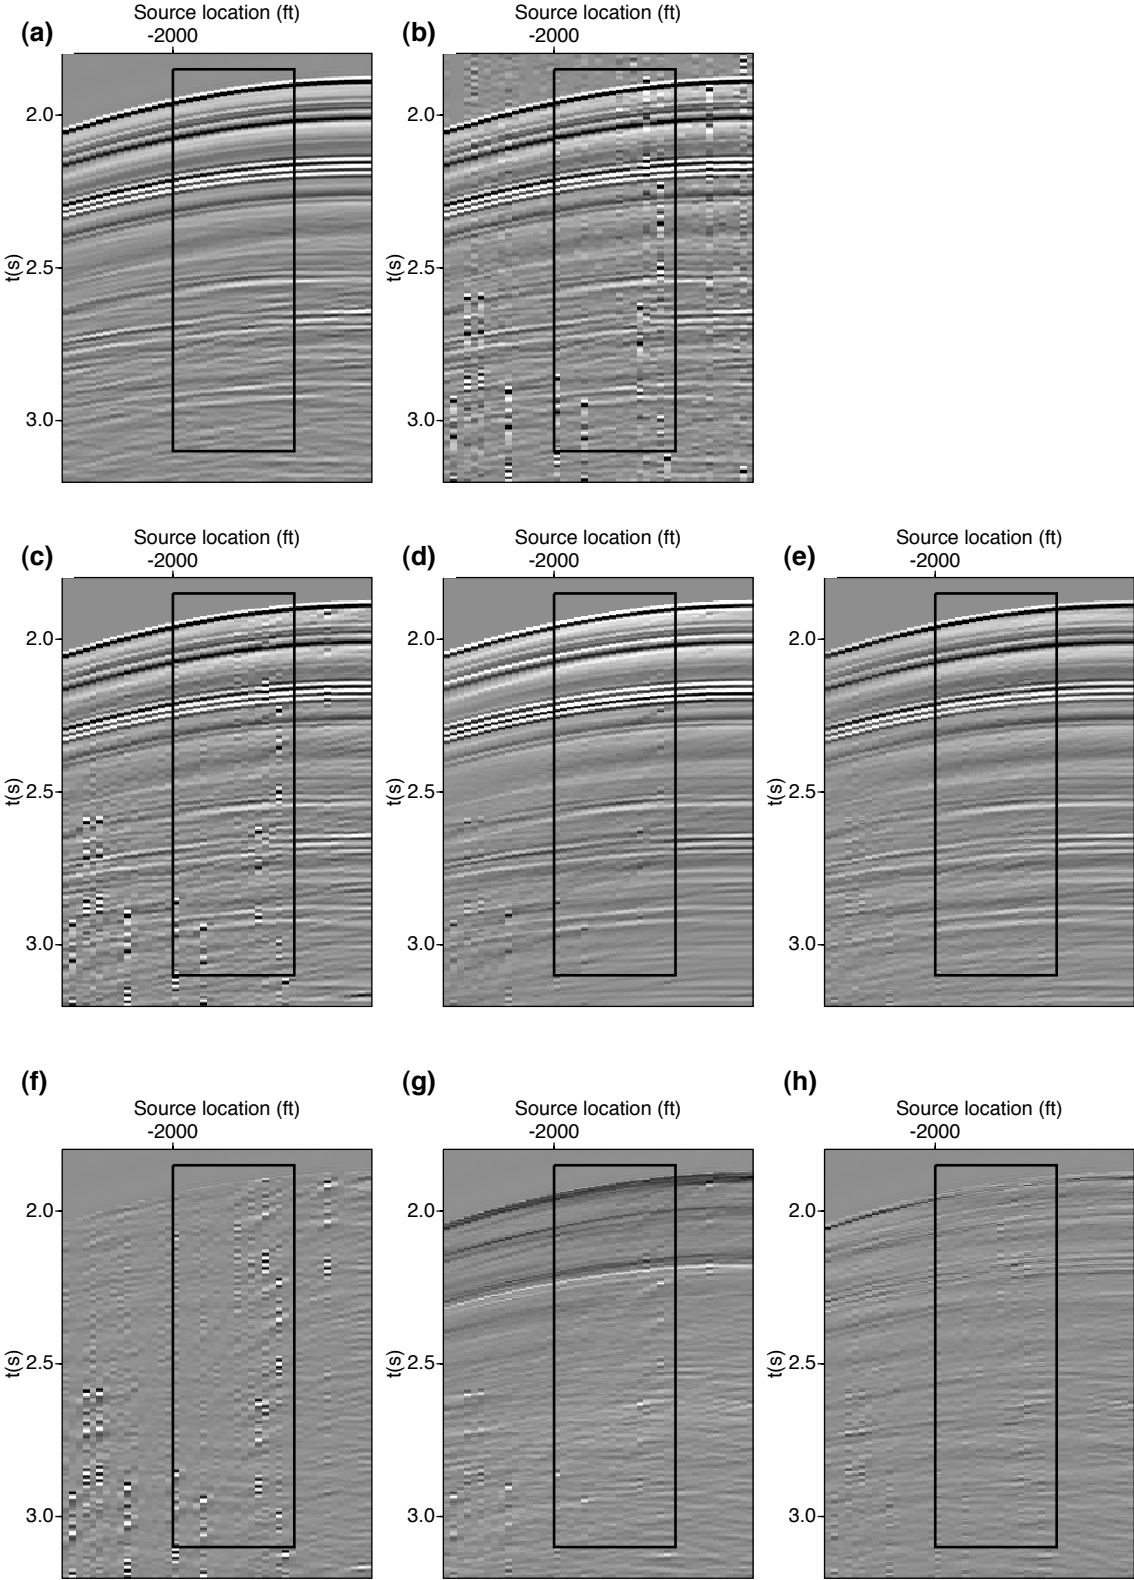 Source location (ft) Source location (ft)
(a) -2000 (b) -2000
2.0 2.0
t(s) 2.5 t(s) 2.5
3.0 3.0
Source location (ft) Source location (ft) Source location (ft)
(c) -2000 (d) -2000 (e) -2000
2.0 2.0 2.0
t(s) 2.5 t(s) 2.5 t(s) 2.5
3.0 3.0 3.0
(f) (g) (h)
Source location (ft) Source location (ft) Source location (ft)
-2000 -2000 -2000
2.0 2.0 2.0
t(s) 2.5 t(s) 2.5 t(s) 2.5
3.0 3.0 3.0